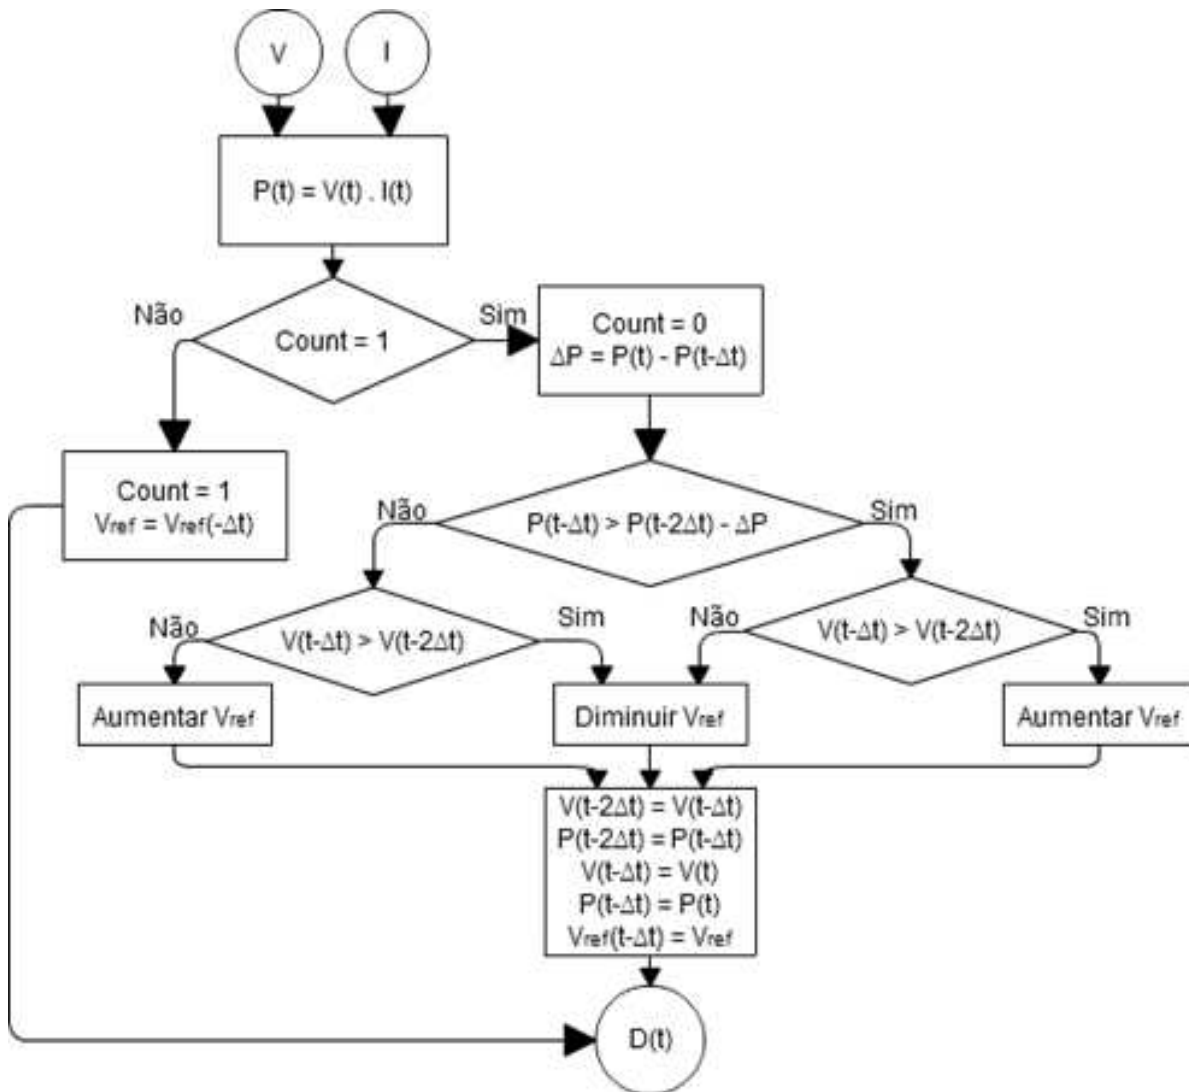 V
I
P(t) = V(t) . I(t)
Não
Count = 1
Sim
Count = 0
ΔP = P(t) - P(t-Δt)
Count = 1
Vref = Vref(-Δt)
Não
P(t-Δt) > P(t-2Δt) - ΔP
Sim
Não
V(t-Δt) > V(t-2Δt)
Sim
Não
V(t-Δt) > V(t-2Δt)
Sim
Aumentar Vref
Diminuir Vref
Aumentar Vref
V(t-2Δt) = V(t-Δt)
P(t-2Δt) = P(t-Δt)
V(t-Δt) = V(t)
P(t-Δt) = P(t)
Vref(t-Δt) = Vref
D(t)